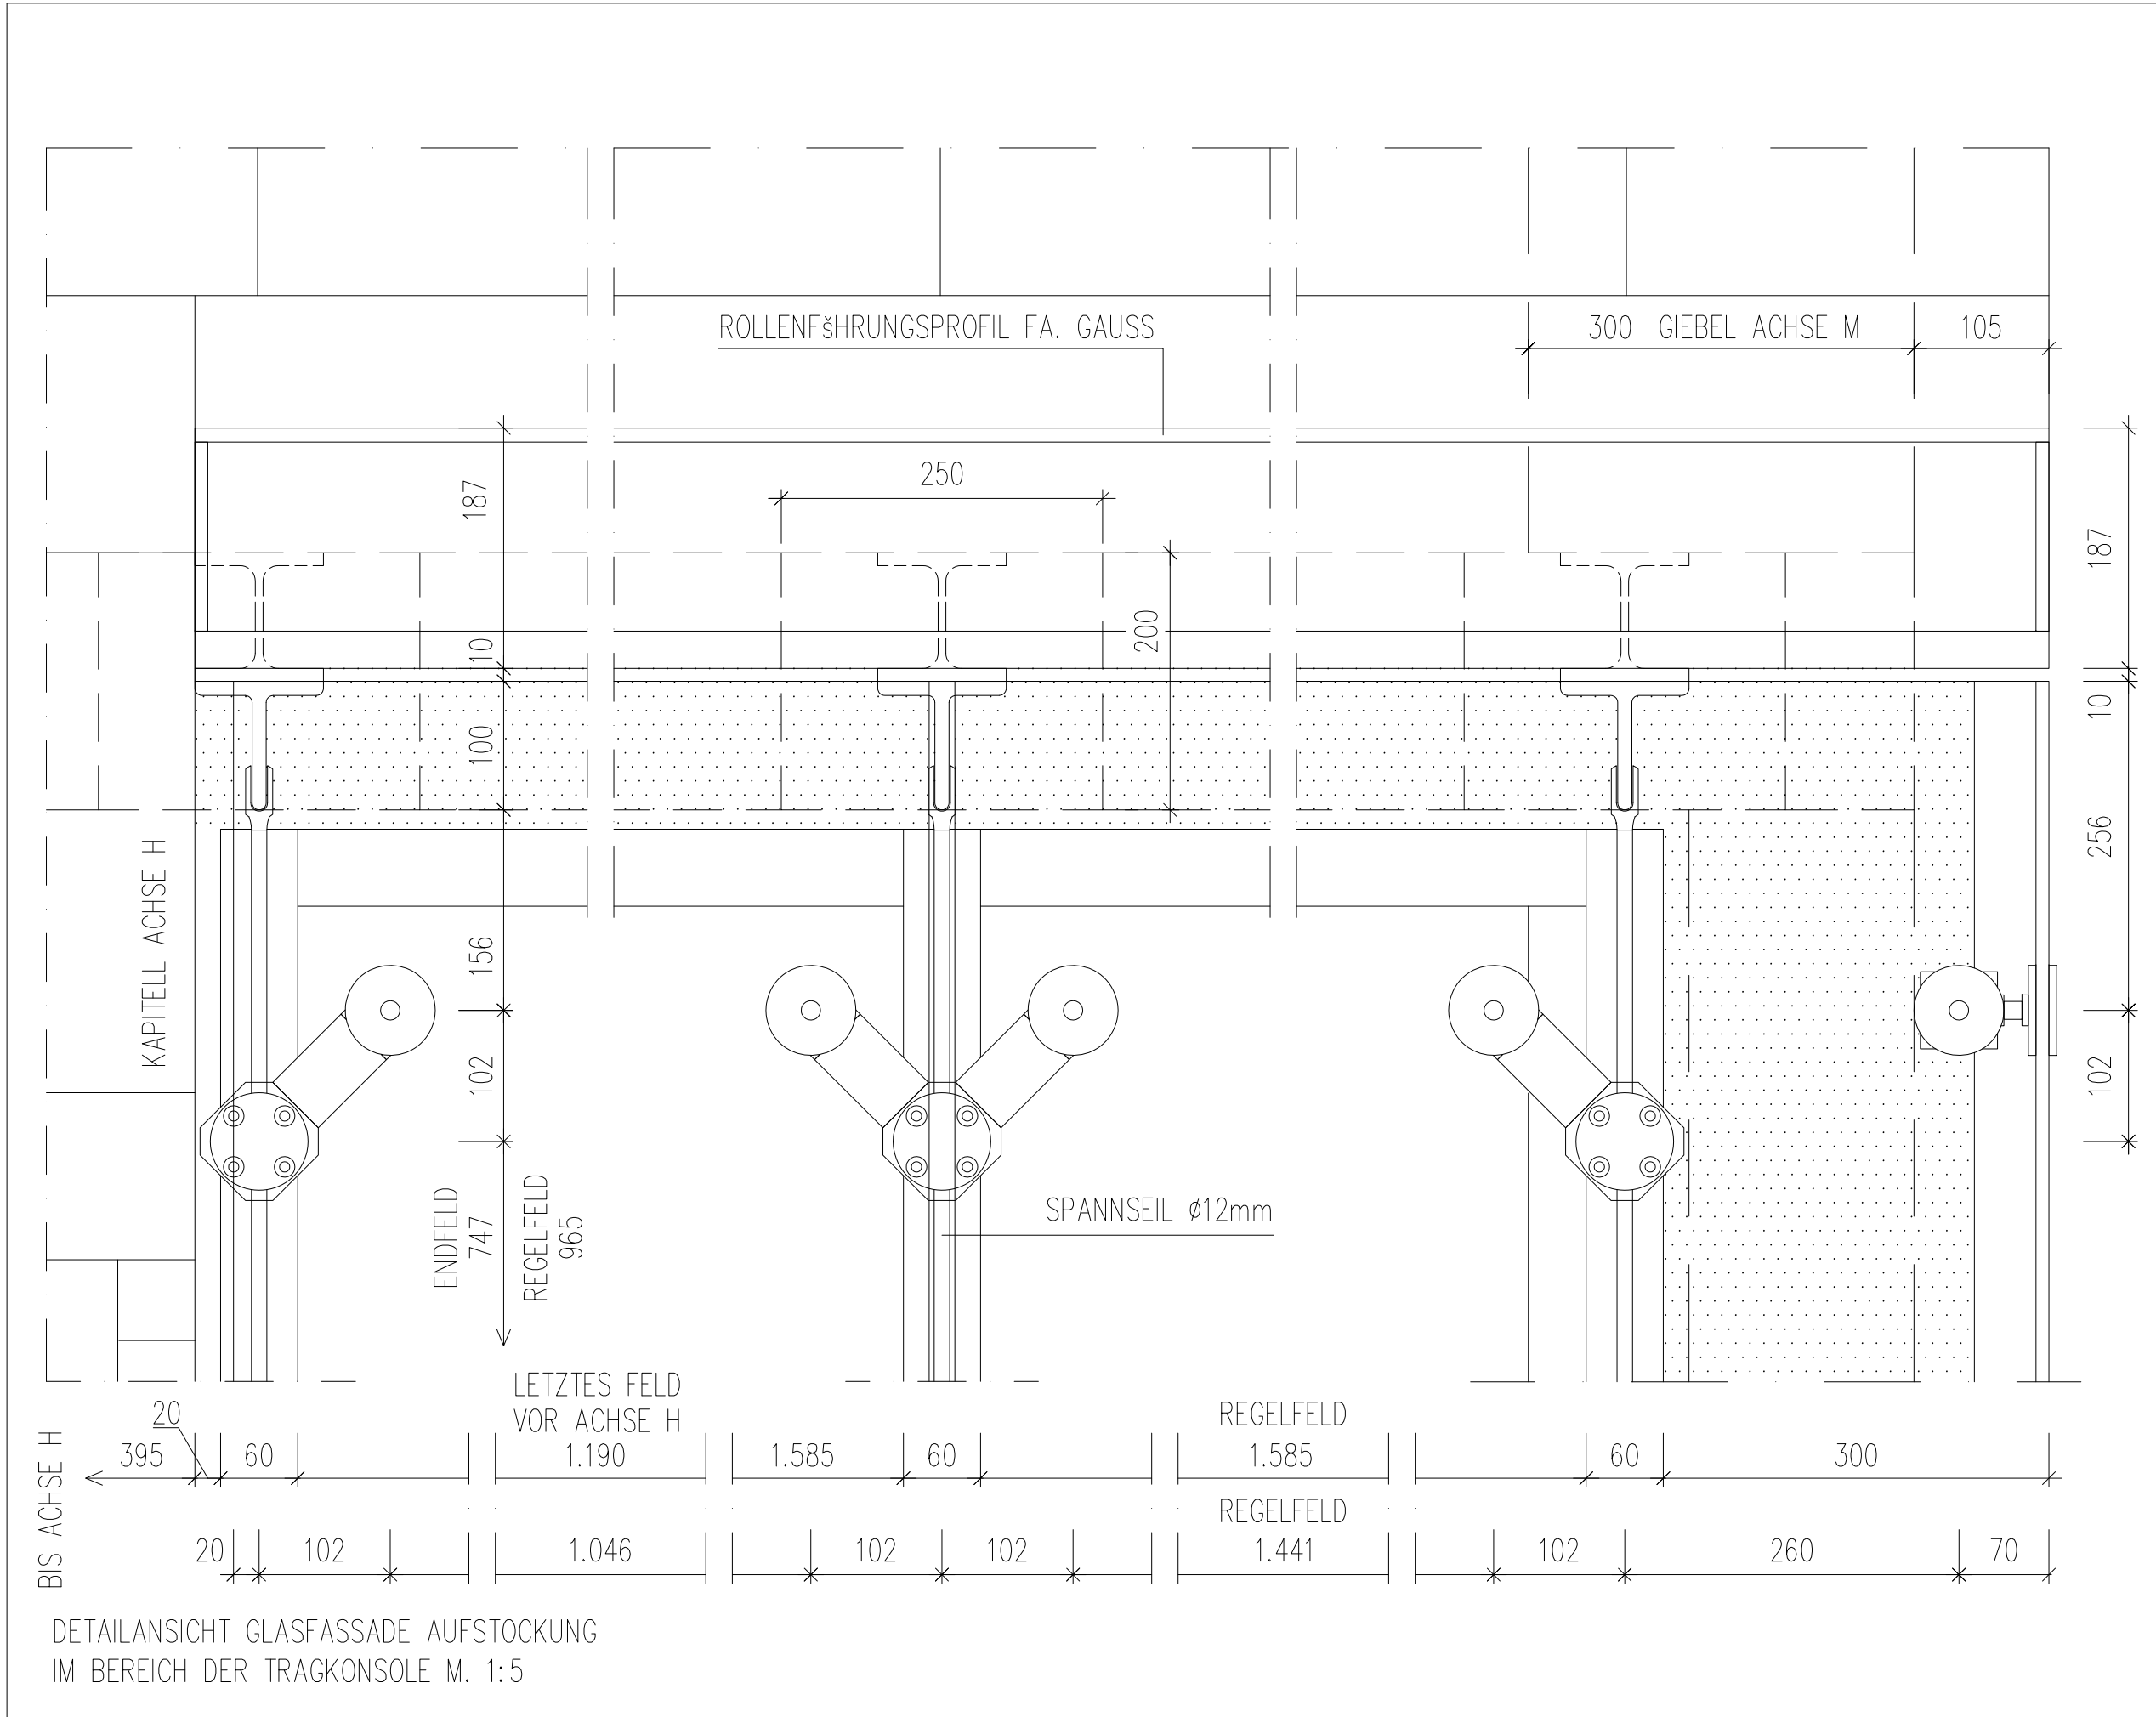 ROLLENFšHRUNGSPROFIL FA. GAUSS
300 GIEBEL ACHSE M
105
250
187
187
200
10
10
100
256
KAPITELL ACHSE H
156
102
102
ENDFELD
747
REGELFELD
965
SPANNSEIL ø12mm
LETZTES FELD
VOR ACHSE H
REGELFELD
20
395
60
1.190
1.585
60
1.585
60
300
BIS ACHSE H
REGELFELD
20
102
1.046
102
102
1.441
102
260
70
DETAILANSICHT GLASFASSADE AUFSTOCKUNG
IM BEREICH DER TRAGKONSOLE M. 1:5